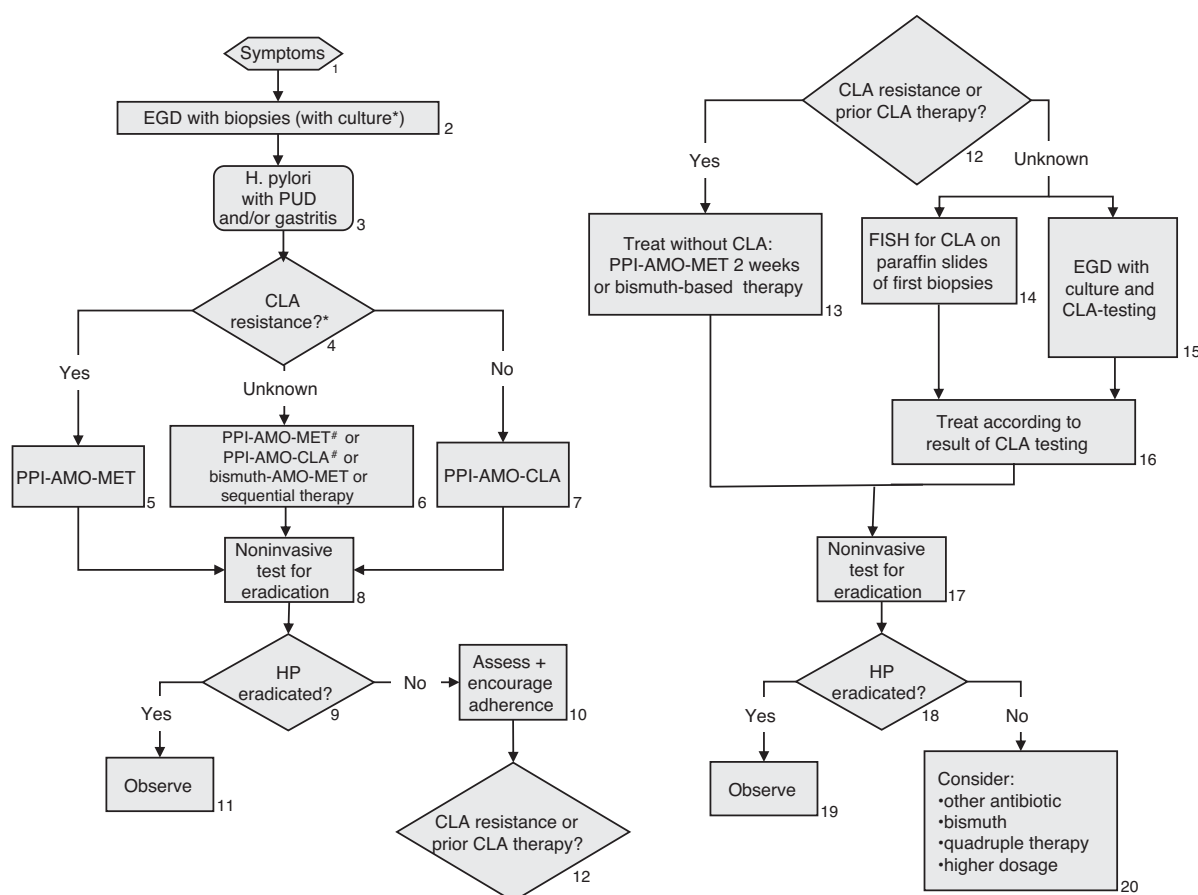 Symptoms
1
EGD with biopsies (with culture*)
2
H. pylori
with PUD
and/or gastritis
3
CLA
resistance?*
4
Yes
Unknown
No
PPI-AMO-MET
5
PPI-AMO-MET# or
PPI-AMO-CLA# or
bismuth-AMO-MET or
sequential therapy
6
PPI-AMO-CLA
7
Noninvasive
test for
eradication
8
HP
eradicated?
9
Yes
No
Assess +
encourage
adherence
10
Observe
11
CLA resistance or
prior CLA therapy?
12
CLA resistance or
prior CLA therapy?
12
Yes
Unknown
Treat without CLA:
PPI-AMO-MET 2 weeks
or bismuth-based therapy
13
FISH for CLA on
paraffin slides
of first biopsies
14
EGD with
culture and
CLA-testing
15
Treat according to
result of CLA testing
16
Noninvasive
test for
eradication
17
HP
eradicated?
18
Yes
No
Observe
19
Consider:
•other antibiotic
•bismuth
•quadruple therapy
•higher dosage
20